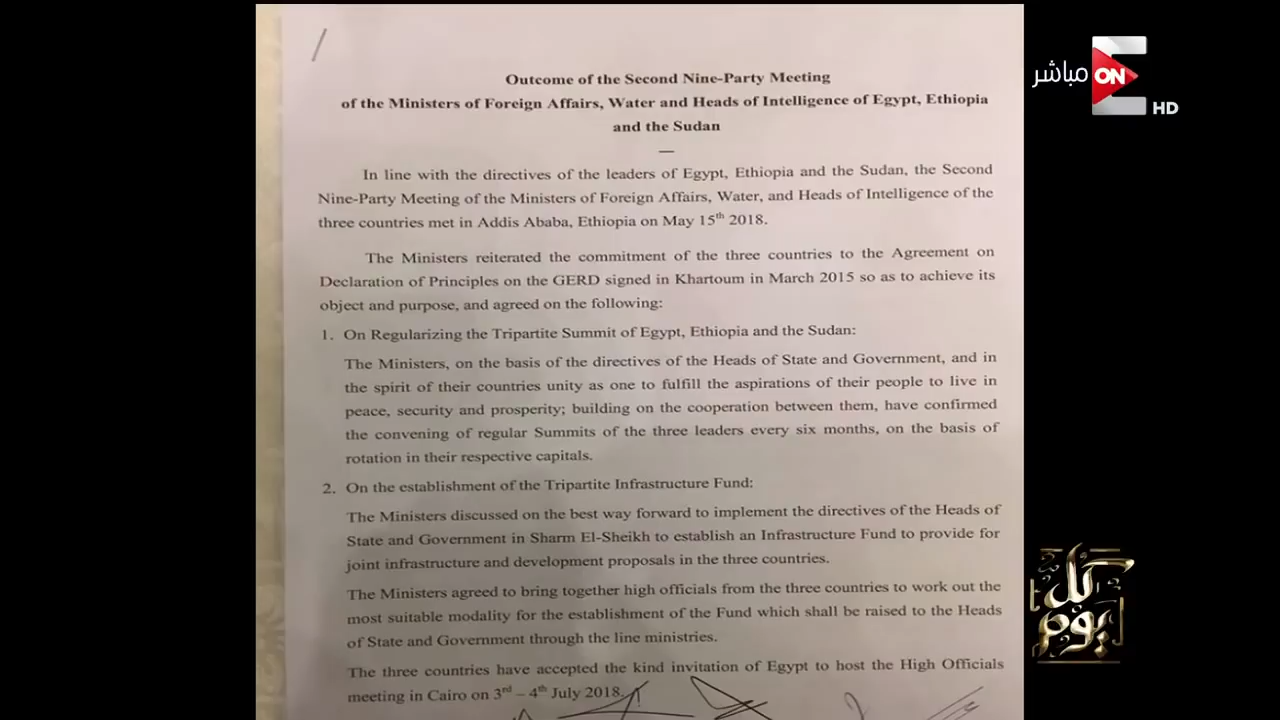 Outcome of the Second Nine-Party Meeting
of the Ministers of Foreign Affairs, Water and Heads of Intelligence of Egypt, Ethiopia
and the Sudan
—
In line with the directives of the leaders of Egypt, Ethiopia and the Sudan, the Second
Nine-Party Meeting of the Ministers of Foreign Affairs, Water, and Heads of Intelligence of the
three countries met in Addis Ababa, Ethiopia on May 15th 2018.
The Ministers reiterated the commitment of the three countries to the Agreement on
Declaration of Principles on the GERD signed in Khartoum in March 2015 so as to achieve its
object and purpose, and agreed on the following:
1. On Regularizing the Tripartite Summit of Egypt, Ethiopia and the Sudan:
The Ministers, on the basis of the directives of the Heads of State and Government, and in
the spirit of their countries unity as one to fulfill the aspirations of their people to live in
peace, security and prosperity; building on the cooperation between them, have confirmed
the convening of regular Summits of the three leaders every six months, on the basis of
rotation in their respective capitals.
2. On the establishment of the Tripartite Infrastructure Fund:
The Ministers discussed on the best way forward to implement the directives of the Heads of
State and Government in Sharm El-Sheikh to establish an Infrastructure Fund to provide for
joint infrastructure and development proposals in the three countries.
The Ministers agreed to bring together high officials from the three countries to work out the
most suitable modality for the establishment of the Fund which shall be raised to the Heads
of State and Government through the line ministries.
The three countries have accepted the kind invitation of Egypt to host the High Officials
meeting in Cairo on 3rd – 4th July 2018.
مباشر ON E
HD
كل
يوم